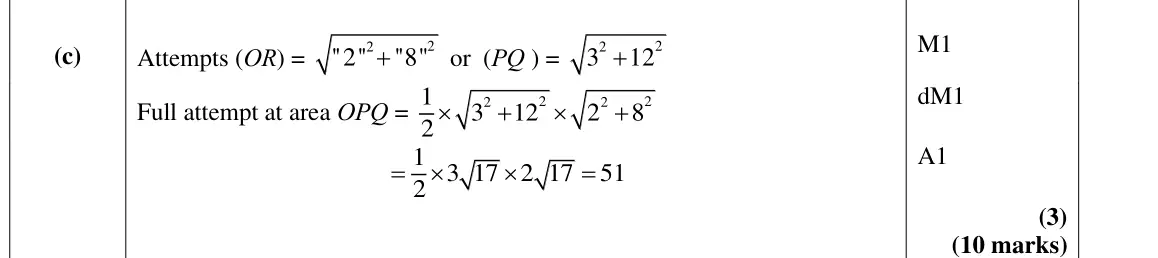 (c) Attempts (OR) = √("2"² + "8"²) or (PQ ) = √(3² + 12²) M1
Full attempt at area OPQ = 1/2 × √(3² + 12²) × √(2² + 8²) dM1
= 1/2 × 3√17 × 2√17 = 51 A1
(3)
(10 marks)